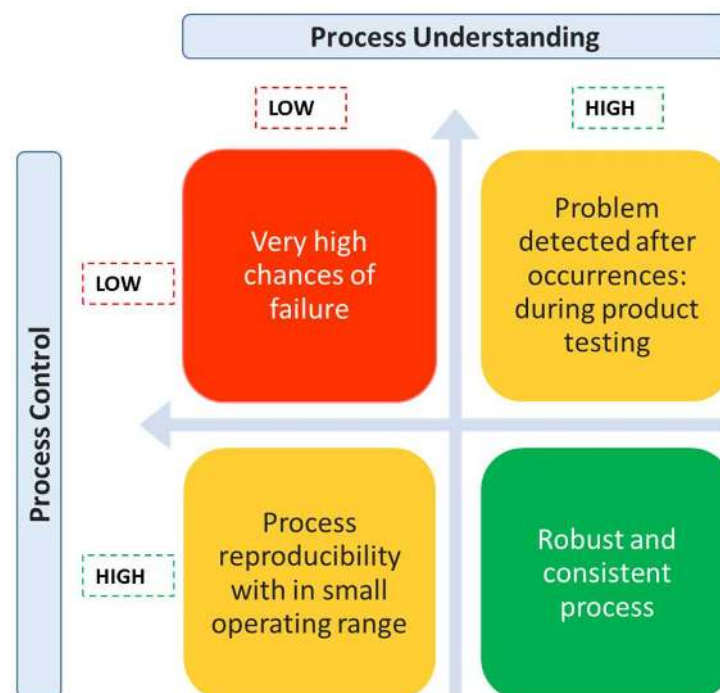 Process Understanding
LOW
HIGH
Process Control
LOW
Very high
chances of
failure
Problem
detected after
occurrences:
during product
testing
HIGH
Process
reproducibility
with in small
operating range
Robust and
consistent
process